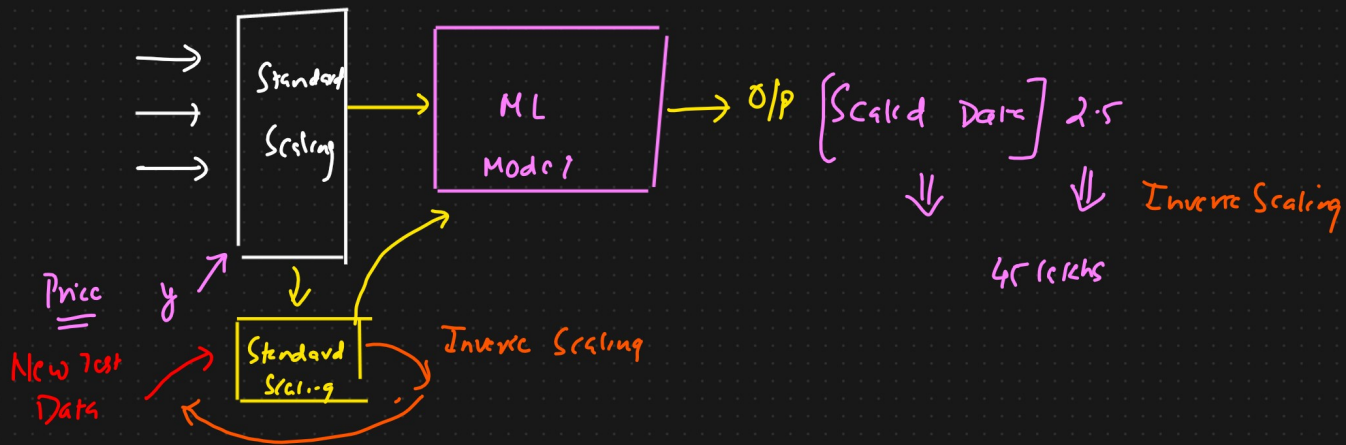 Standard
Scaling
ML
Model
O/P [Scaled Data] 2.5
Inverse Scaling
45 lakhs
Price y
New Test
Data
Standard
Scaling
Inverse Scaling